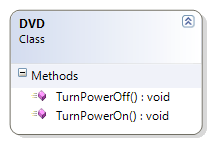 DVD
Class
Methods
TurnPowerOff() : void
TurnPowerOn() : void